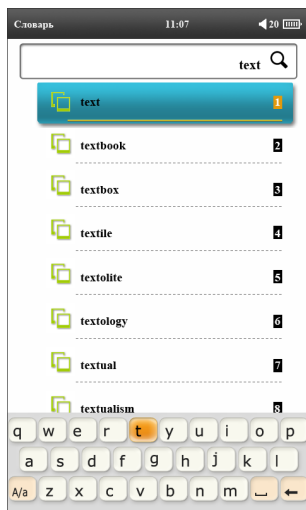 Словарь 11:07 20
text
text 1
textbook 2
textbox 3
textile 4
textolite 5
textology 6
textual 7
textualism 8
q w e r t y u i o p
a s d f g h j k l
A/a z x c v b n m